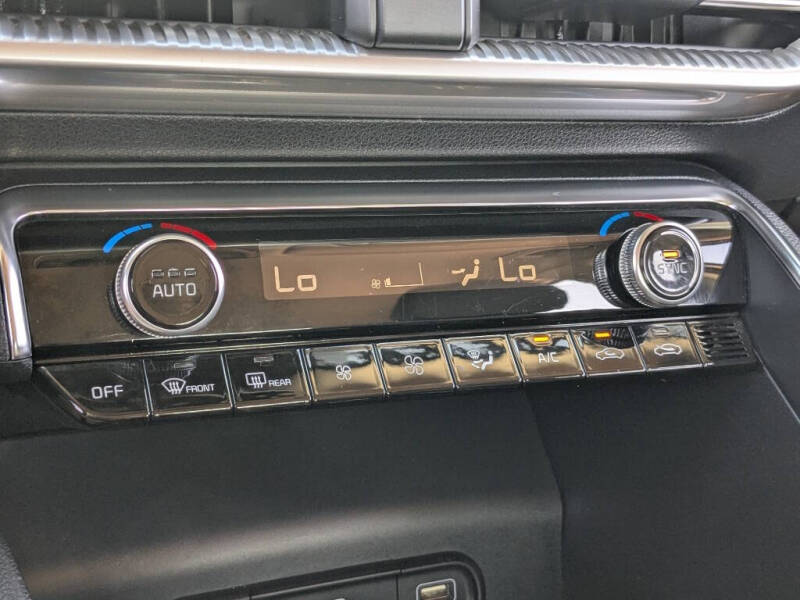 AUTO
Lo
Lo
SYNC
OFF
FRONT
REAR
A/C